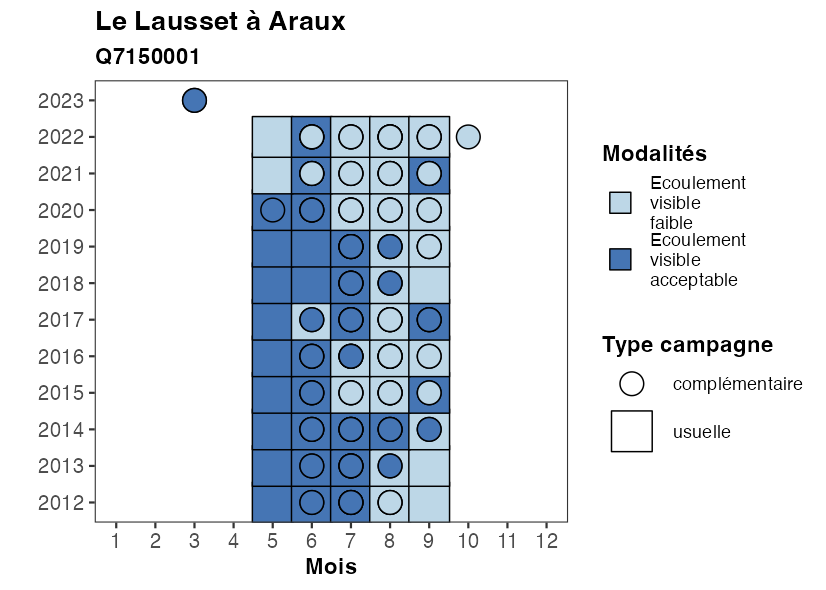 Le Lausset à Araux
Q7150001
2023
2022
2021
2020
2019
2018
2017
2016
2015
2014
2013
2012
1 2 3 4 5 6 7 8 9 10 11 12
Mois
Modalités
Ecoulement
visible
faible
Ecoulement
visible
acceptable
Type campagne
complémentaire
usuelle